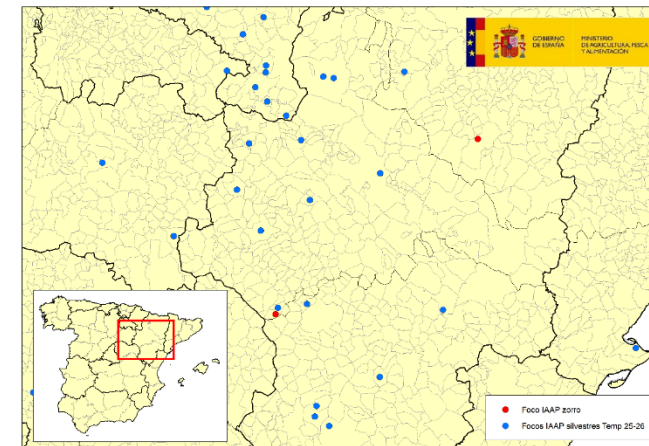 GOBIERNO
DE ESPAÑA
MINISTERIO
DE AGRICULTURA, PESCA
Y ALIMENTACIÓN
Foco IAAP zorro
Focos IAAP silvestres Temp 25-26